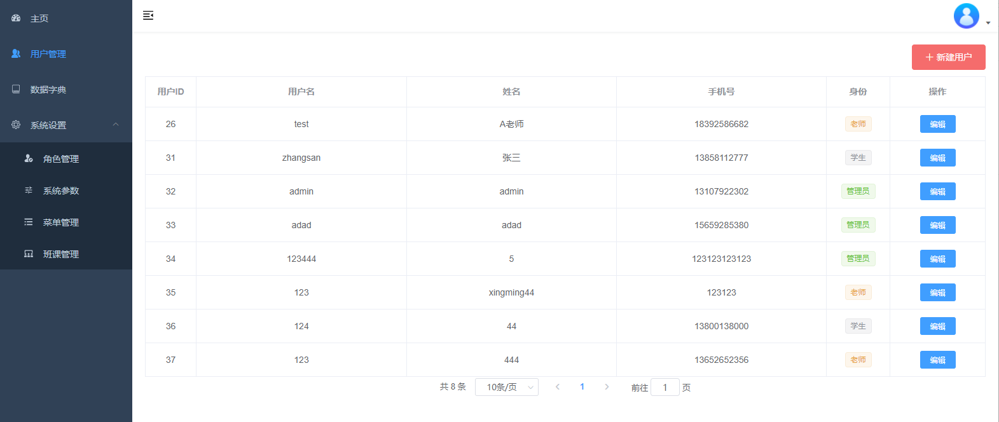 主页
用户管理
数据字典
系统设置
角色管理
系统参数
菜单管理
班课管理
新建用户
用户ID 用户名 姓名 手机号 身份 操作
26 test A老师 18392586682 老师 编辑
31 zhangsan 张三 13858112777 学生 编辑
32 admin admin 13107922302 管理员 编辑
33 adad adad 15659285380 管理员 编辑
34 123444 5 123123123123 管理员 编辑
35 123 xingming44 123123 老师 编辑
36 124 44 13800138000 学生 编辑
37 123 444 13652652356 老师 编辑
共 8 条 10条/页 1 前往 1 页